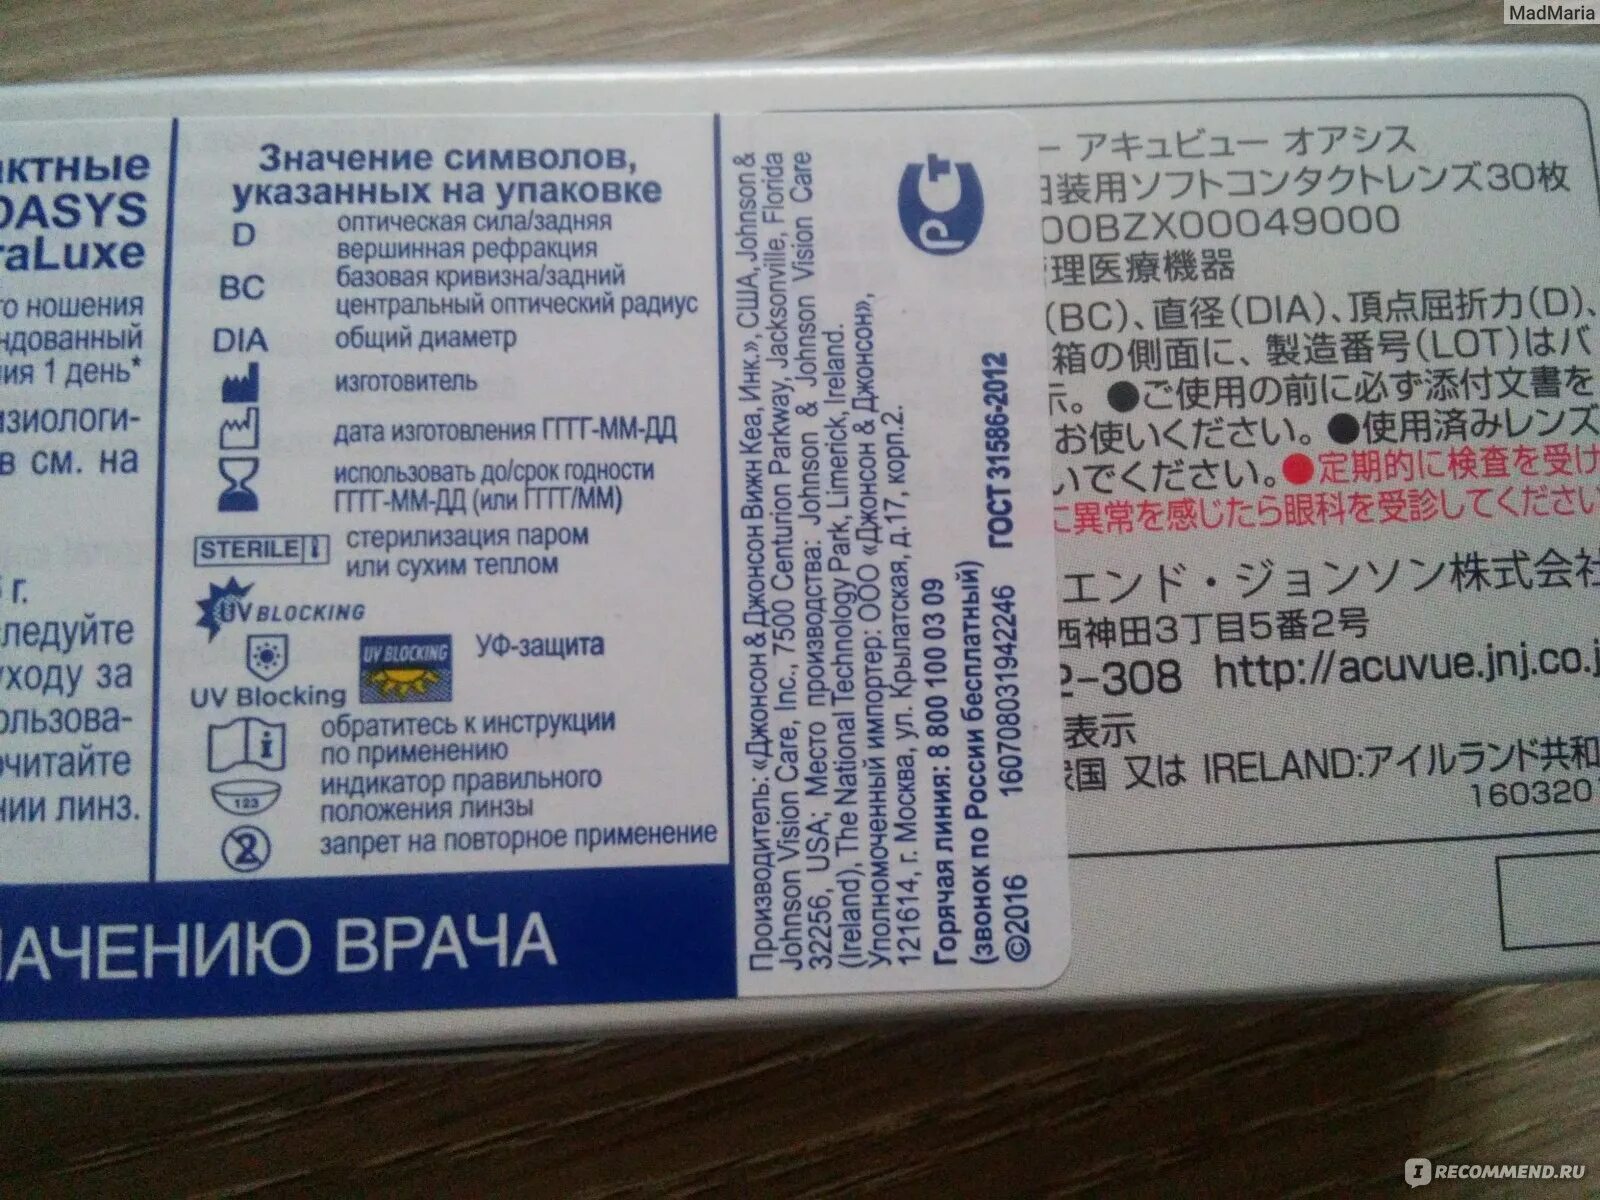 MadMaria
ктные
OASYS
raLuxe
го ношения
ндованный
ния 1 день*
изиологи-
в см. на
г.
следуйте
уходу за
ользова-
очитайте
нии линз.
Значение символов,
указанных на упаковке
D оптическая сила/задняя
вершинная рефракция
BC базовая кривизна/задний
центральный оптический радиус
DIA общий диаметр
изготовитель
дата изготовления ГГГГ-ММ-ДД
использовать до/срок годности
ГГГГ-ММ-ДД (или ГГГГ/ММ)
STERILE стерилизация паром
или сухим теплом
UV BLOCKING
UV BLOCKING УФ-защита
UV Blocking
обратитесь к инструкции
по применению
123 индикатор правильного
положения линзы
2 запрет на повторное применение
АЧЕНИЮ ВРАЧА
Производитель: «Джонсон & Джонсон Вижн Кеа, Инк.», США, Johnson &
Johnson Vision Care, Inc., 7500 Centurion Parkway, Jacksonville, Florida
32256, USA; Место производства: Johnson & Johnson Vision Care
(Ireland), The National Technology Park, Limerick, Ireland.
Уполномоченный импортер: ООО «Джонсон & Джонсон»,
121614, г. Москва, ул. Крылатская, д.17, корп.2.
Горячая линия: 8 800 100 03 09
(звонок по России бесплатный)
©2016 160708031942246 ГОСТ 31586-2012
РСТ
ー アキュビュー オアシス
日装用ソフトコンタクトレンズ30枚
00BZX00049000
管理医療機器
(BC)、直径(DIA)、頂点屈折力(D)、
箱の側面に、製造番号(LOT)はバ
示。●ご使用の前に必ず添付文書を
お使いください。●使用済みレンズ
いでください。●定期的に検査を受け
に異常を感じたら眼科を受診してください
エンド・ジョンソン株式会社
西神田3丁目5番2号
2-308 http://acuvue.jnj.co.j
表示
国 又は IRELAND:アイルランド共和
160320
RECOMMEND.RU